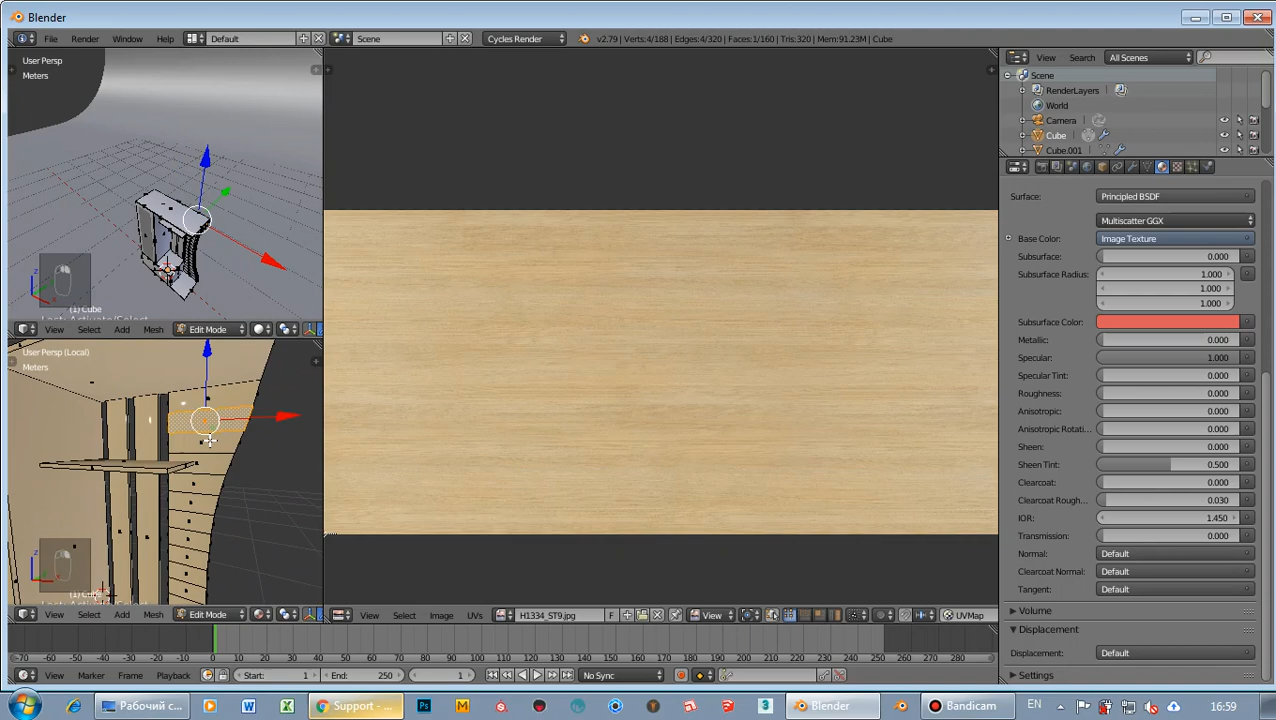 Blender
File Render Window Help Default Scene Cycles Render v2.79 | Verts:4/188 | Edges:4/320 | Faces:1/160 | Tris:320 | Mem:91.23M | Cube
User Persp
Meters
(1) Cube
View Select Add Mesh Edit Mode
User Persp (Local)
Meters
View Select Add Mesh Edit Mode
View Select Image UVs H1334_ST9.jpg F View UVMap
View Search All Scenes
Scene
RenderLayers
World
Camera
Cube
Cube.001
Surface: Principled BSDF
Multiscatter GGX
Base Color: Image Texture
Subsurface: 0.000
Subsurface Radius: 1.000
1.000
1.000
Subsurface Color:
Metallic: 0.000
Specular: 1.000
Specular Tint: 0.000
Roughness: 0.000
Anisotropic: 0.000
Anisotropic Rotati... 0.000
Sheen: 0.000
Sheen Tint: 0.500
Clearcoat: 0.000
Clearcoat Rough... 0.030
IOR: 1.450
Transmission: 0.000
Normal: Default
Clearcoat Normal: Default
Tangent: Default
Volume
Displacement
Displacement: Default
Settings
-70 -60 -50 -40 -30 -20 -10 0 10 20 30 40 50 60 70 80 90 100 110 120 130 140 150 160 170 180 190 200 210 220 230 240 250 260 270 280
View Marker Frame Playback Start: 1 End: 250 1 No Sync
Рабочий с... Support - ... Blender Bandicam EN 16:59